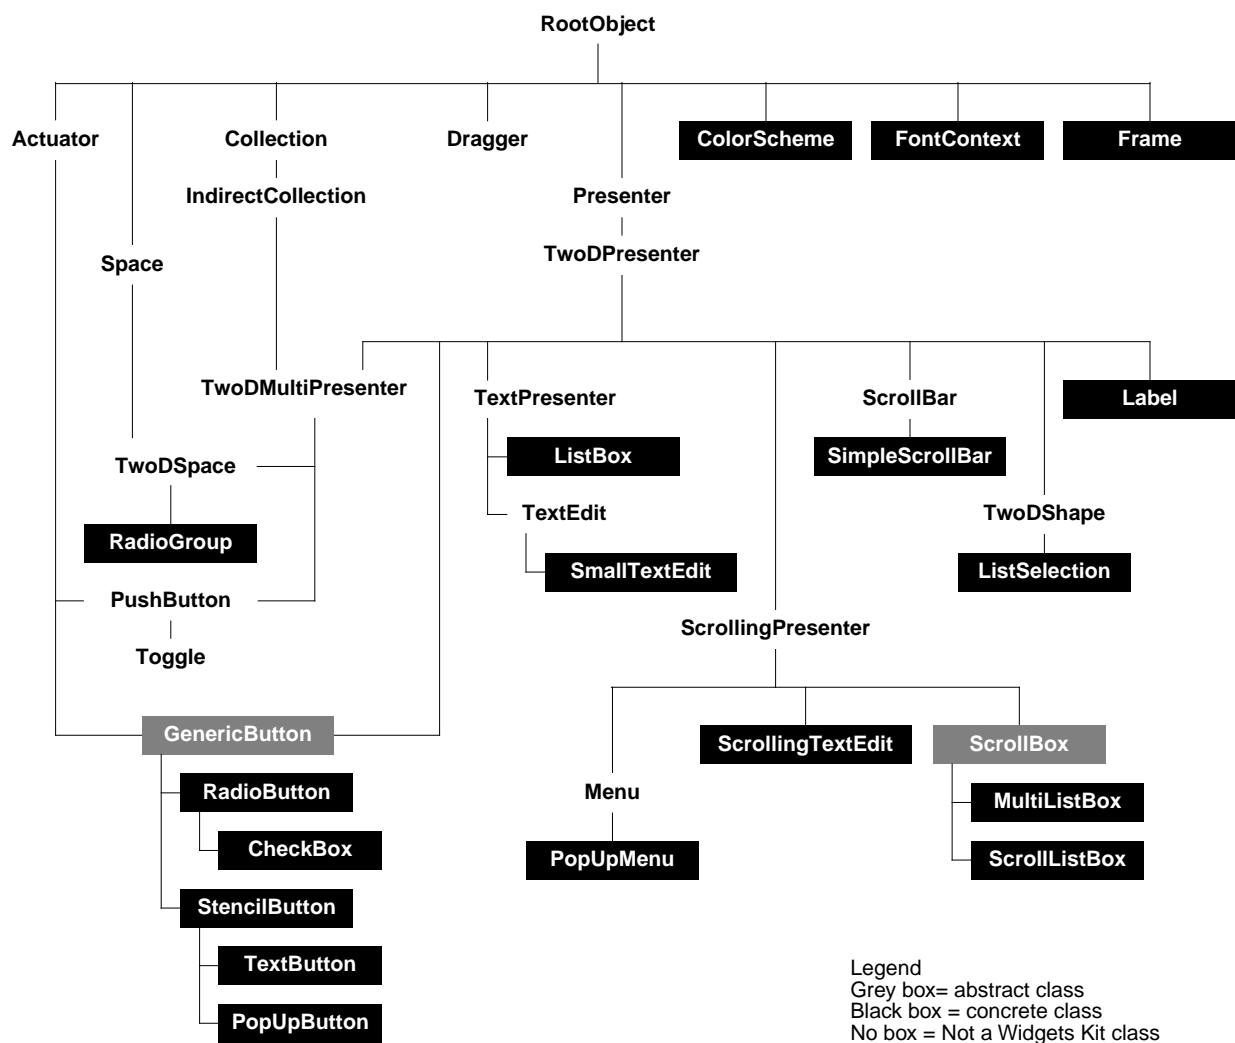 RootObject
Actuator
Collection
Dragger
ColorScheme
FontContext
Frame
IndirectCollection
Presenter
Space
TwoDPresenter
TwoDMultiPresenter
TextPresenter
ScrollBar
Label
TwoDSpace
ListBox
SimpleScrollBar
RadioGroup
TextEdit
TwoDShape
SmallTextEdit
ListSelection
PushButton
ScrollingPresenter
Toggle
GenericButton
ScrollingTextEdit
ScrollBox
RadioButton
Menu
MultiListBox
CheckBox
PopUpMenu
ScrollListBox
StencilButton
TextButton
PopUpButton
Legend
Grey box= abstract class
Black box = concrete class
No box = Not a Widgets Kit class